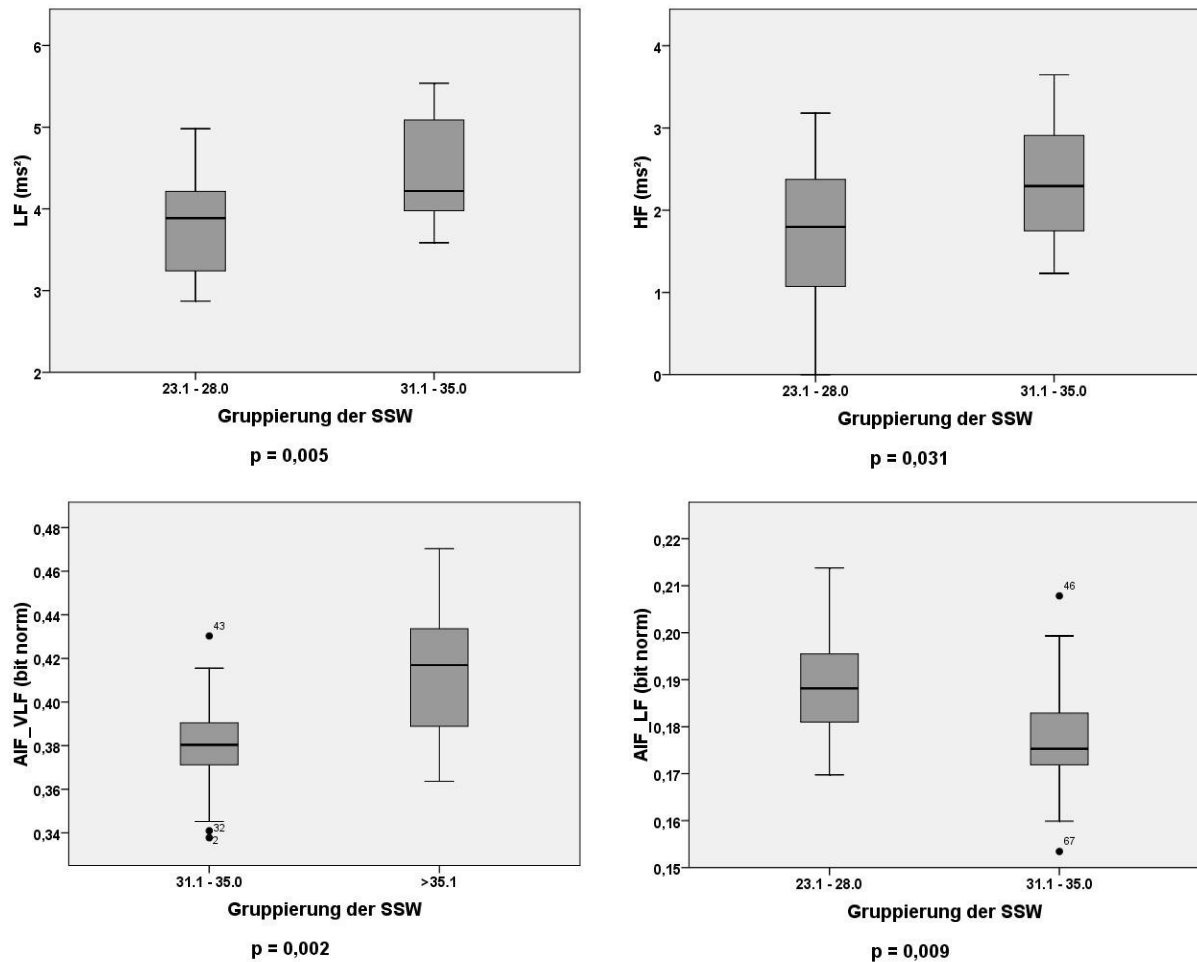 LF (ms²)
6
5
4
3
2
23.1 - 28.0
31.1 - 35.0
Gruppierung der SSW
p = 0,005
HF (ms²)
4
3
2
1
0
23.1 - 28.0
31.1 - 35.0
Gruppierung der SSW
p = 0,031
AIF_VLF (bit norm)
0,48
0,46
0,44
0,42
0,40
0,38
0,36
0,34
43
32
2
31.1 - 35.0
>35.1
Gruppierung der SSW
p = 0,002
AIF_LF (bit norm)
0,22
0,21
0,20
0,19
0,18
0,17
0,16
0,15
46
67
23.1 - 28.0
31.1 - 35.0
Gruppierung der SSW
p = 0,009